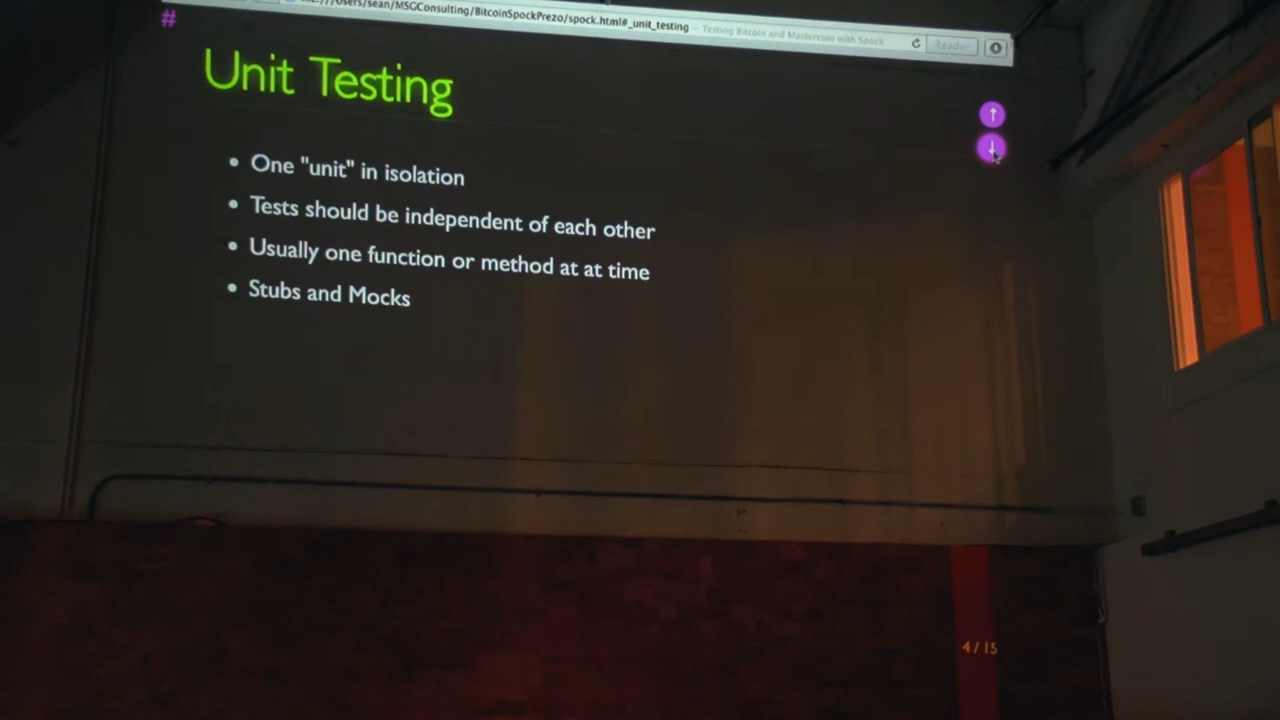 /Users/sean/MSGConsulting/BitcoinSpockPrezo/spock.html#_unit_testing — Testing Bitcoin and Mastercoin with Spock
Reader
#
Unit Testing
↑
↓
• One "unit" in isolation
• Tests should be independent of each other
• Usually one function or method at at time
• Stubs and Mocks
4 / 15